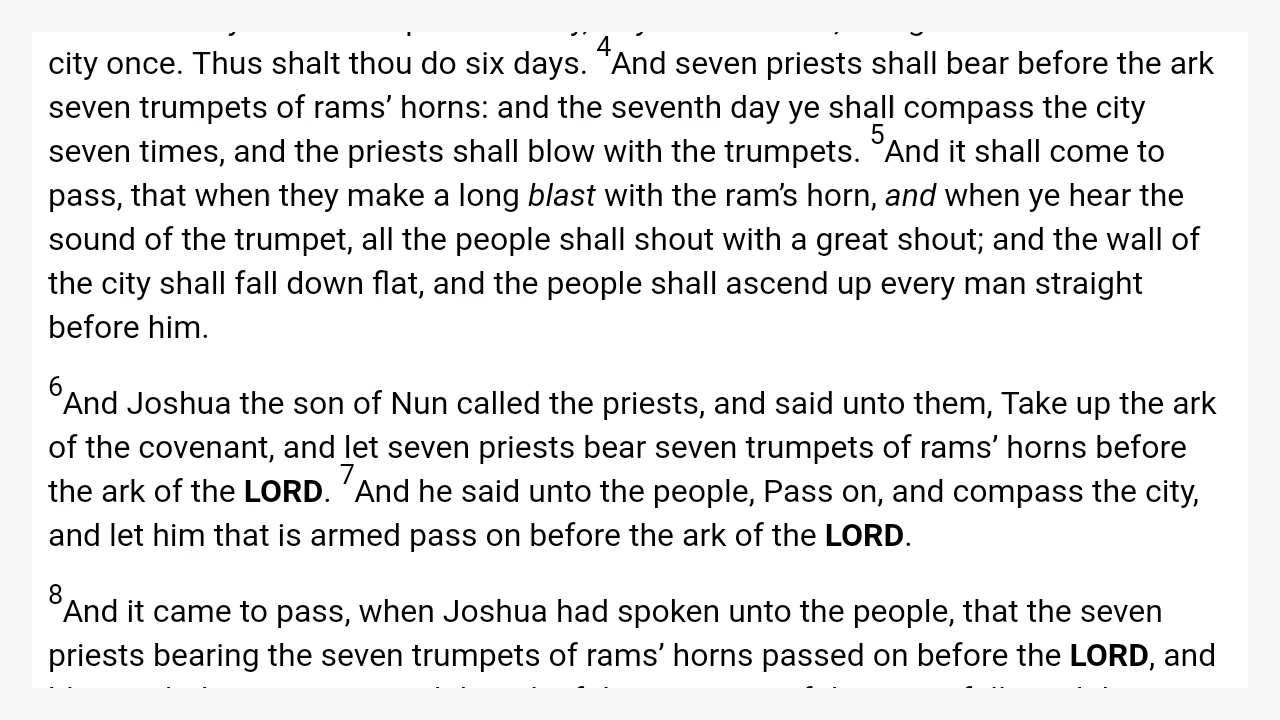 city once. Thus shalt thou do six days. 4And seven priests shall bear before the ark
seven trumpets of rams’ horns: and the seventh day ye shall compass the city
seven times, and the priests shall blow with the trumpets. 5And it shall come to
pass, that when they make a long blast with the ram’s horn, and when ye hear the
sound of the trumpet, all the people shall shout with a great shout; and the wall of
the city shall fall down flat, and the people shall ascend up every man straight
before him.
6And Joshua the son of Nun called the priests, and said unto them, Take up the ark
of the covenant, and let seven priests bear seven trumpets of rams’ horns before
the ark of the LORD. 7And he said unto the people, Pass on, and compass the city,
and let him that is armed pass on before the ark of the LORD.
8And it came to pass, when Joshua had spoken unto the people, that the seven
priests bearing the seven trumpets of rams’ horns passed on before the LORD, and